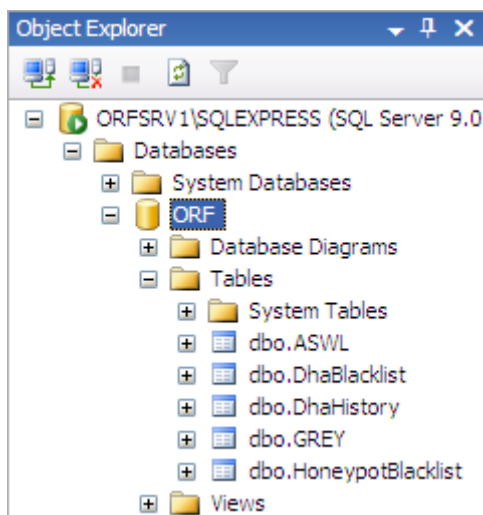 Object Explorer
ORFSRV1\SQLEXPRESS (SQL Server 9.0
Databases
System Databases
ORF
Database Diagrams
Tables
System Tables
dbo.ASWL
dbo.DhaBlacklist
dbo.DhaHistory
dbo.GREY
dbo.HoneypotBlacklist
Views